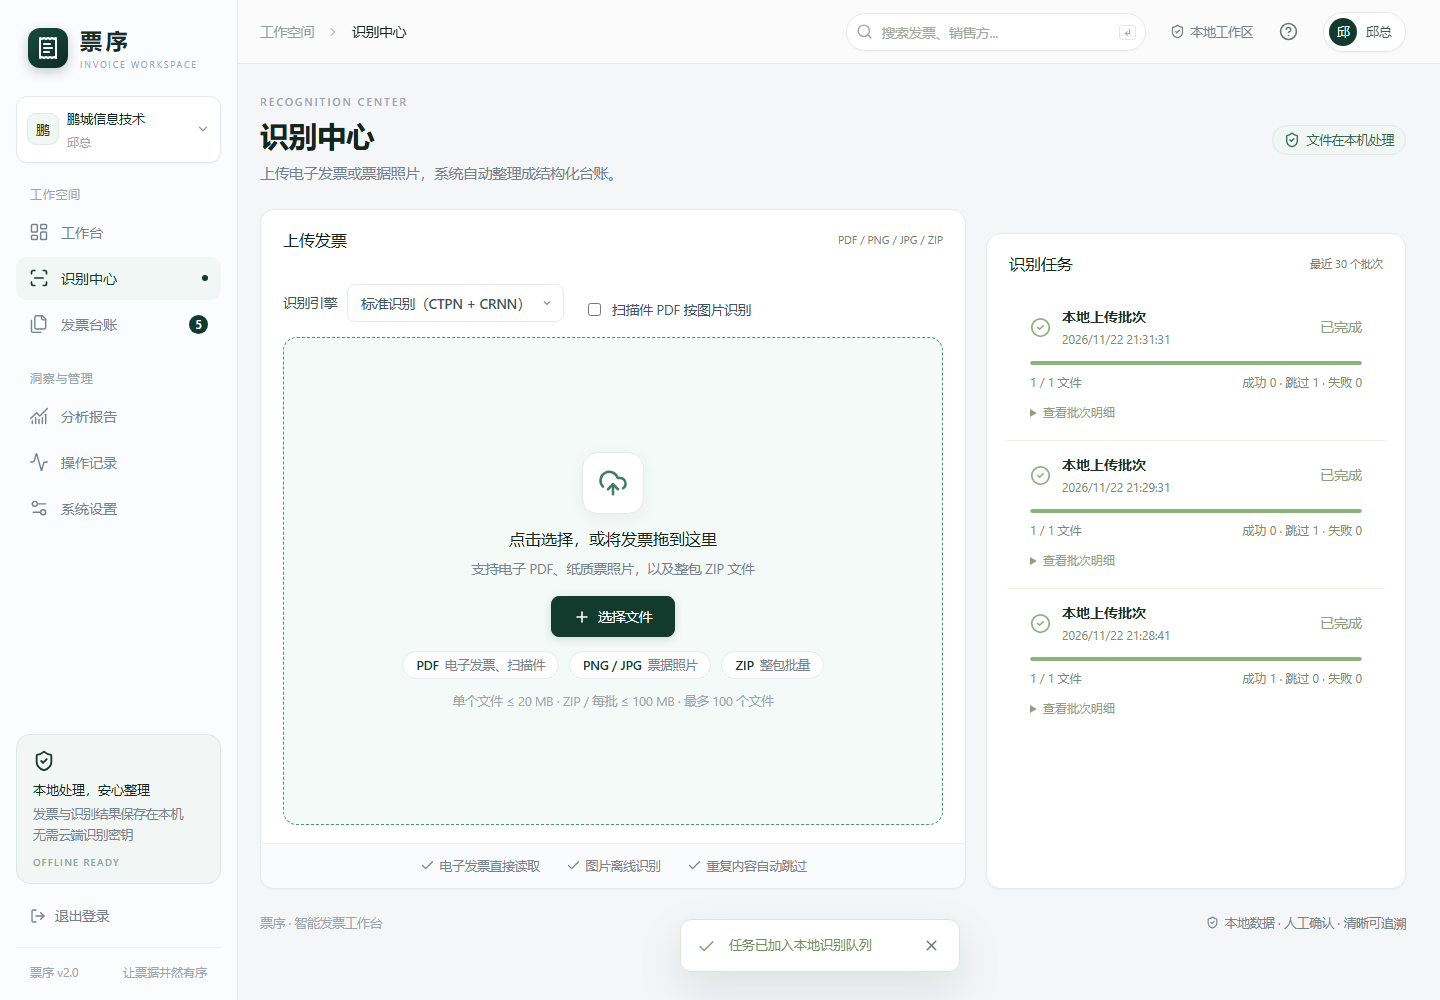 票序
INVOICE WORKSPACE
鹏
鹏城信息技术
邱总
工作空间
工作台
识别中心
发票台账
5
洞察与管理
分析报告
操作记录
系统设置
本地处理，安心整理
发票与识别结果保存在本机
无需云端识别密钥
OFFLINE READY
退出登录
票序 v2.0
让票据井然有序
工作空间
识别中心
搜索发票、销售方...
本地工作区
邱
邱总
RECOGNITION CENTER
识别中心
上传电子发票或票据照片，系统自动整理成结构化台账。
文件在本机处理
上传发票
PDF / PNG / JPG / ZIP
识别引擎
标准识别（CTPN + CRNN）
扫描件 PDF 按图片识别
点击选择，或将发票拖到这里
支持电子 PDF、纸质票照片，以及整包 ZIP 文件
选择文件
PDF 电子发票、扫描件
PNG / JPG 票据照片
ZIP 整包批量
单个文件 ≤ 20 MB · ZIP / 每批 ≤ 100 MB · 最多 100 个文件
电子发票直接读取
图片离线识别
重复内容自动跳过
识别任务
最近 30 个批次
本地上传批次
已完成
2026/11/22 21:31:31
1 / 1 文件
成功 0 · 跳过 1 · 失败 0
查看批次明细
本地上传批次
已完成
2026/11/22 21:29:31
1 / 1 文件
成功 0 · 跳过 1 · 失败 0
查看批次明细
本地上传批次
已完成
2026/11/22 21:28:41
1 / 1 文件
成功 1 · 跳过 0 · 失败 0
查看批次明细
票序 · 智能发票工作台
本地数据 · 人工确认 · 清晰可追溯
任务已加入本地识别队列